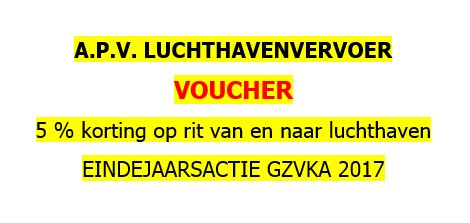 A.P.V. LUCHTHAVENVERVOER
VOUCHER
5 % korting op rit van en naar luchthaven
EINDEJAARSACTIE GZVKA 2017